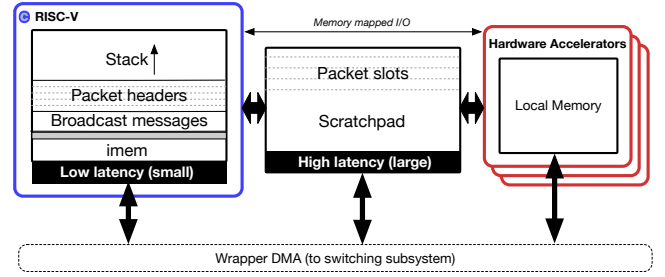 C RISC-V
Memory mapped I/O
Hardware Accelerators
Stack
Packet headers
Broadcast messages
imem
Low latency (small)
Packet slots
Scratchpad
High latency (large)
Local Memory
Wrapper DMA (to switching subsystem)